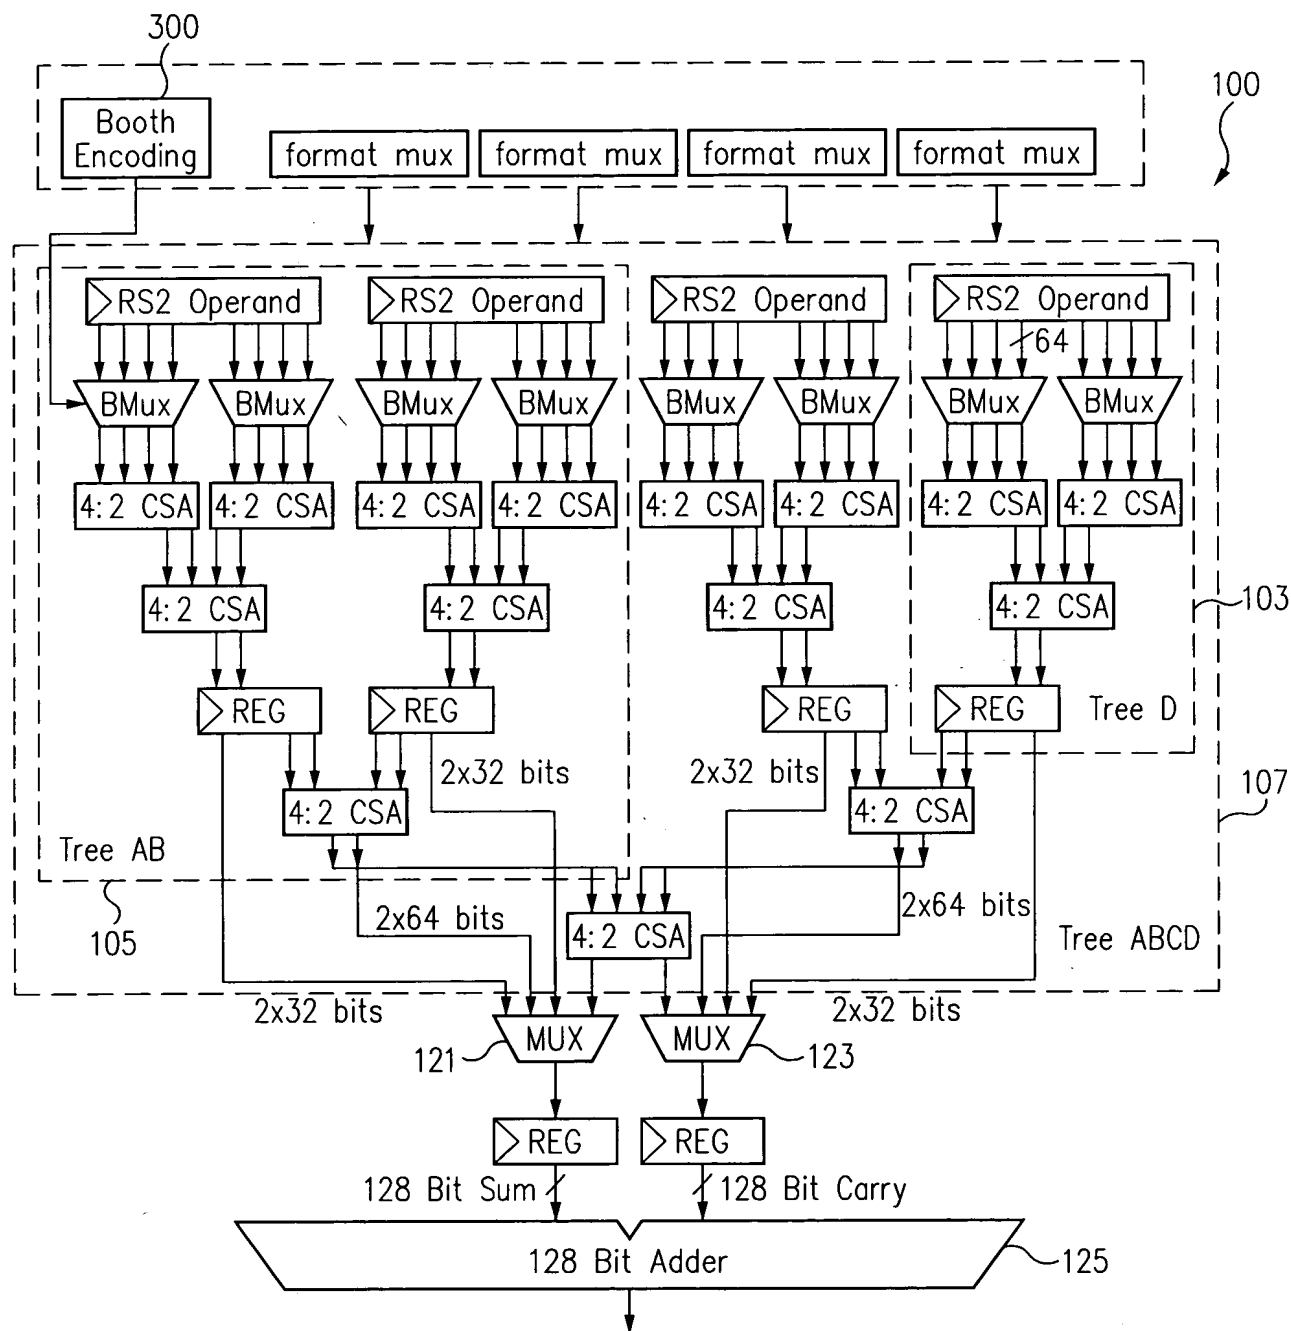 300
100
Booth
Encoding
format mux
format mux
format mux
format mux
RS2 Operand
RS2 Operand
RS2 Operand
RS2 Operand
64
BMux
BMux
BMux
BMux
BMux
BMux
BMux
BMux
4:2 CSA
4:2 CSA
4:2 CSA
4:2 CSA
4:2 CSA
4:2 CSA
4:2 CSA
4:2 CSA
4:2 CSA
4:2 CSA
4:2 CSA
4:2 CSA
103
REG
REG
REG
REG
Tree D
2x32 bits
2x32 bits
107
4:2 CSA
4:2 CSA
Tree AB
2x64 bits
2x64 bits
105
4:2 CSA
Tree ABCD
2x32 bits
2x32 bits
121
MUX
MUX
123
REG
REG
128 Bit Sum
128 Bit Carry
128 Bit Adder
125